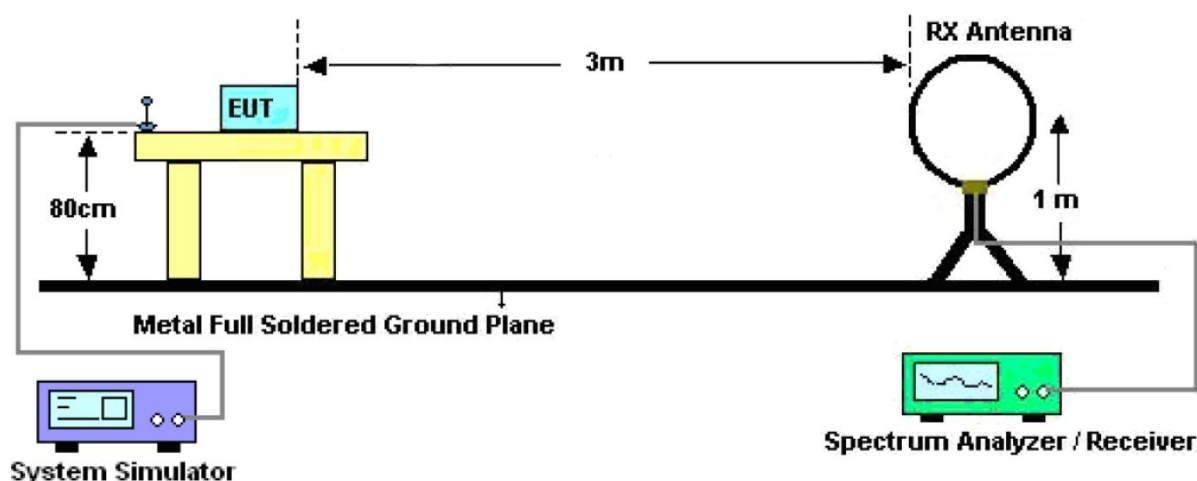 RX Antenna
3m
EUT
80cm
1 m
Metal Full Soldered Ground Plane
System Simulator
Spectrum Analyzer / Receiver